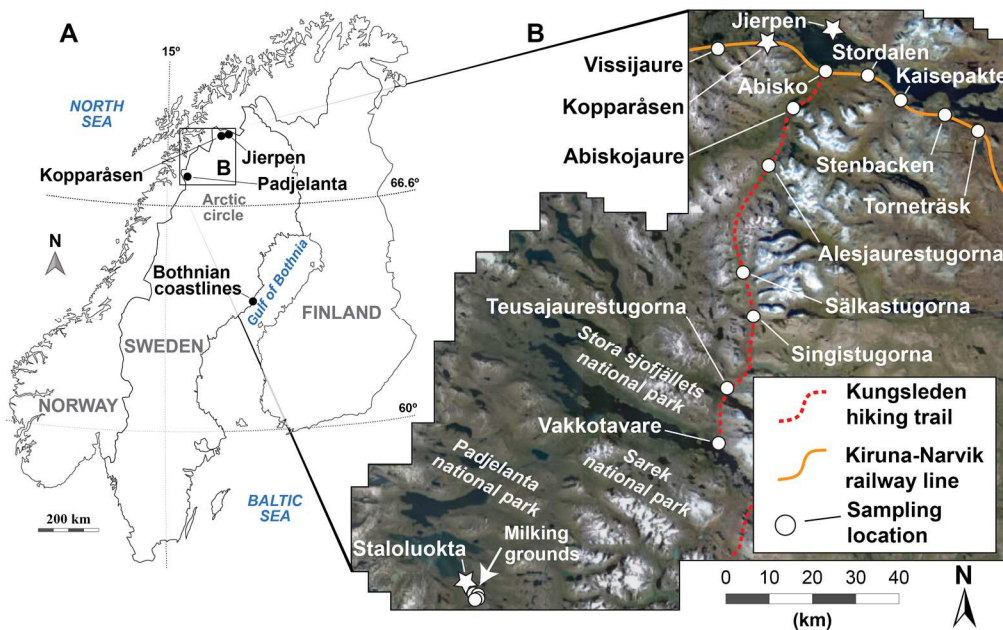 A
15º
NORTH
SEA
Kopparåsen
B
Jierpen
Padjelanta
66.6º
Arctic
circle
N
Bothnian
coastlines
Gulf of Bothnia
FINLAND
SWEDEN
NORWAY
60º
BALTIC
SEA
200 km
B
Jierpen
Stordalen
Vissijaure
Kaisepakte
Abisko
Kopparåsen
Abiskojaure
Stenbacken
Torneträsk
Alesjaurestugorna
Teusajaurestugorna
Sälkastugorna
Singistugorna
Stora sjofjällets
national park
Vakkotavare
Padjelanta
national park
Sarek
national park
Milking
grounds
Staloluokta
Kungsleden
hiking trail
Kiruna-Narvik
railway line
Sampling
location
0 10 20 30 40
(km)
N